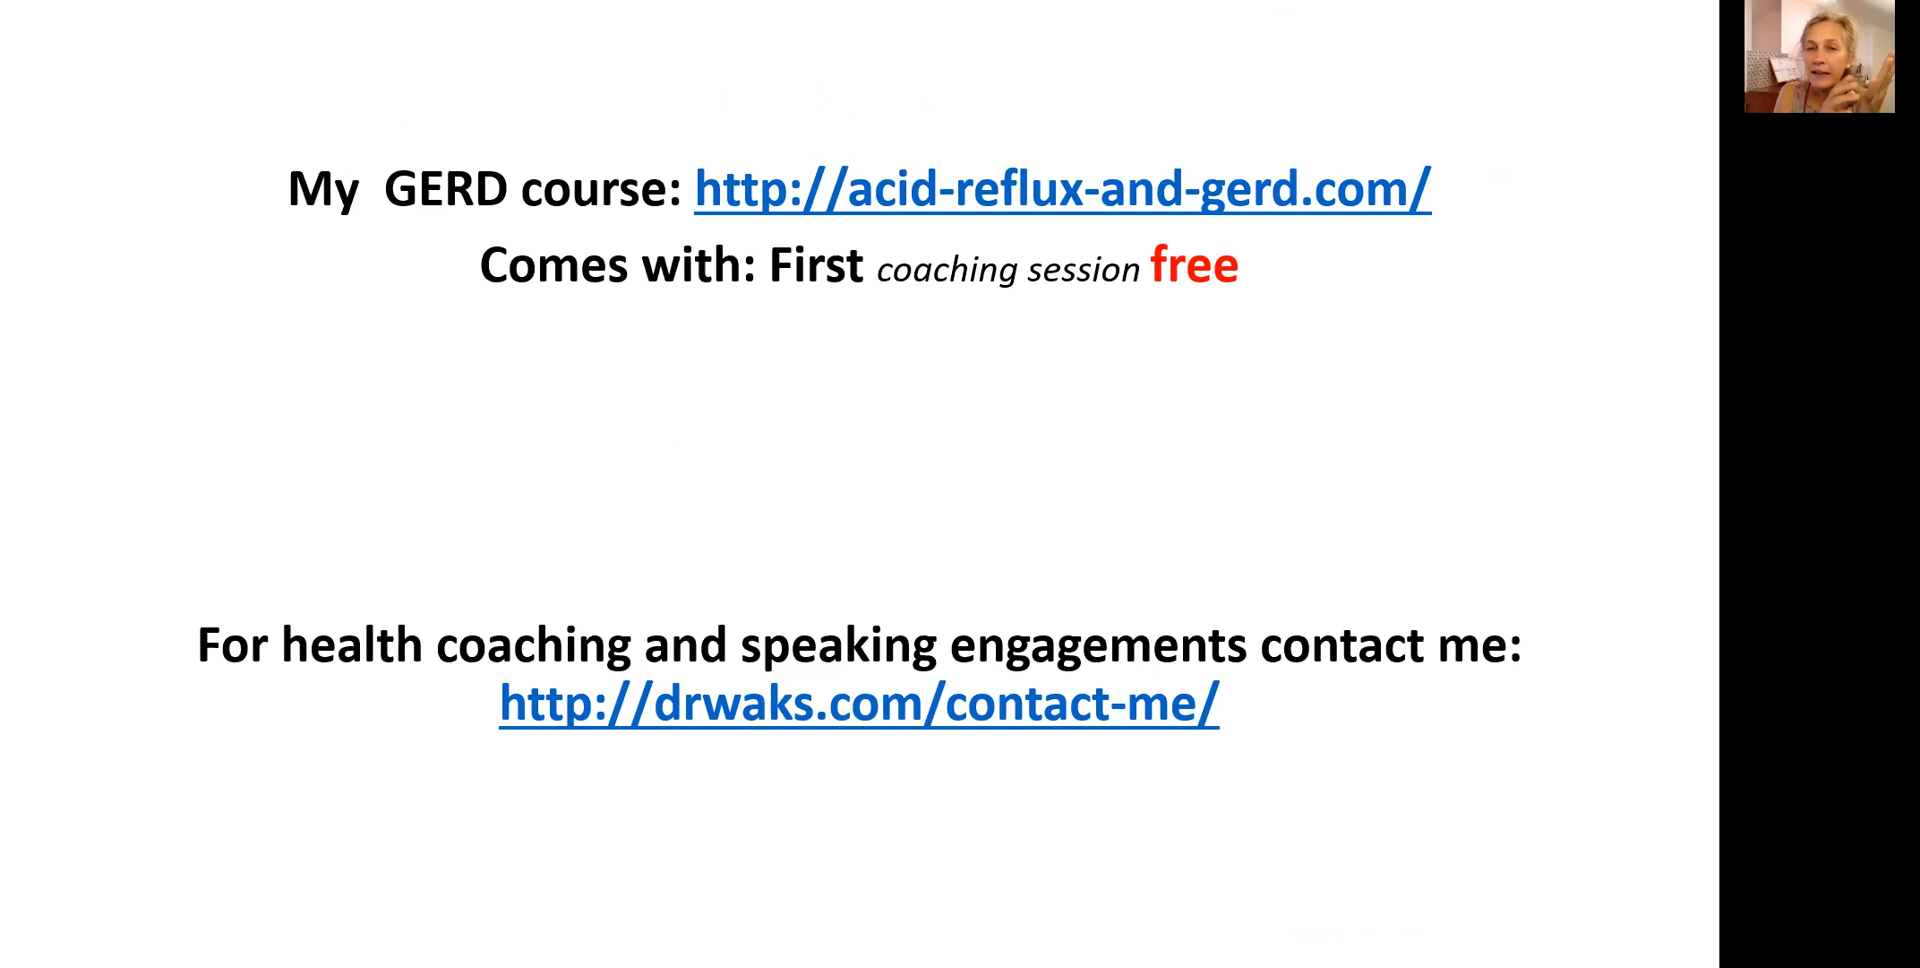 My  GERD course: http://acid-reflux-and-gerd.com/
Comes with: First coaching session free
For health coaching and speaking engagements contact me:
http://drwaks.com/contact-me/